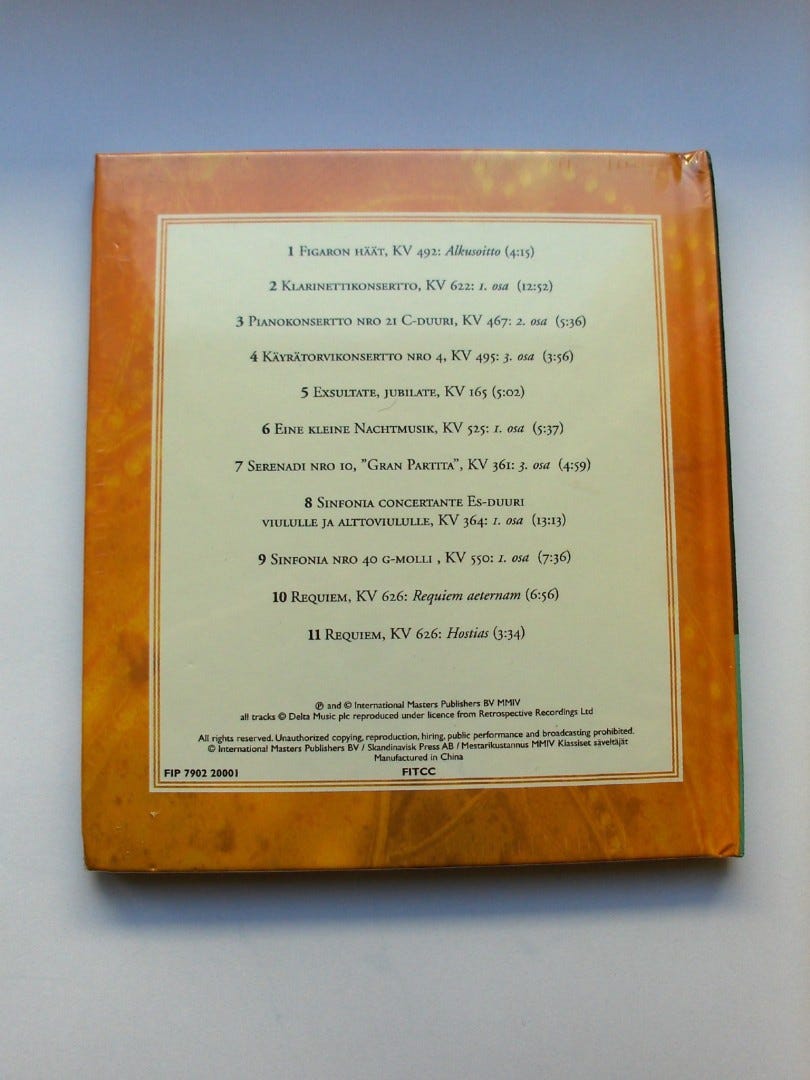 1 Figaron häät, KV 492: Alkusoitto (4:15)
2 Klarinettikonsertto, KV 622: 1. osa (12:52)
3 Pianokonsertto nro 21 C-duuri, KV 467: 2. osa (5:36)
4 Käyrätorvikonsertto nro 4, KV 495: 3. osa (3:56)
5 Exsultate, jubilate, KV 165 (5:02)
6 Eine kleine Nachtmusik, KV 525: 1. osa (5:37)
7 Serenadi nro 10, ”Gran Partita”, KV 361: 3. osa (4:59)
8 Sinfonia concertante Es-duuri
viululle ja alttoviululle, KV 364: 1. osa (13:13)
9 Sinfonia nro 40 g-molli , KV 550: 1. osa (7:36)
10 Requiem, KV 626: Requiem aeternam (6:56)
11 Requiem, KV 626: Hostias (3:34)
℗ and © International Masters Publishers BV MMIV
all tracks © Delta Music plc reproduced under licence from Retrospective Recordings Ltd
All rights reserved. Unauthorized copying, reproduction, hiring, public performance and broadcasting prohibited.
© International Masters Publishers BV / Skandinavisk Press AB / Mestarikustannus MMIV Klassiset säveltäjät
Manufactured in China
FIP 7902 20001 FITCC